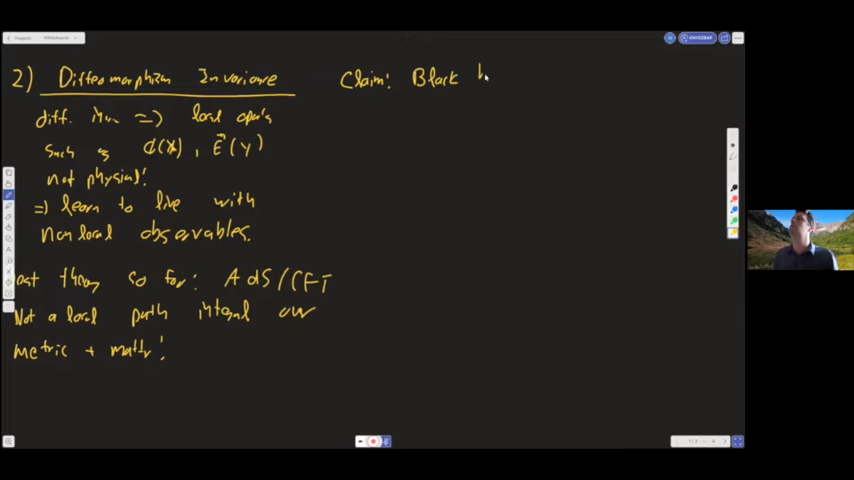 2) Diffeomorphism Invariance
diff. inv. => local op's
such as φ(x), E(y)
not physical!
=> learn to live with
nonlocal observables.
theory so far: AdS/CFT
Not a local path integral over
metric + matter!
Claim: Black h